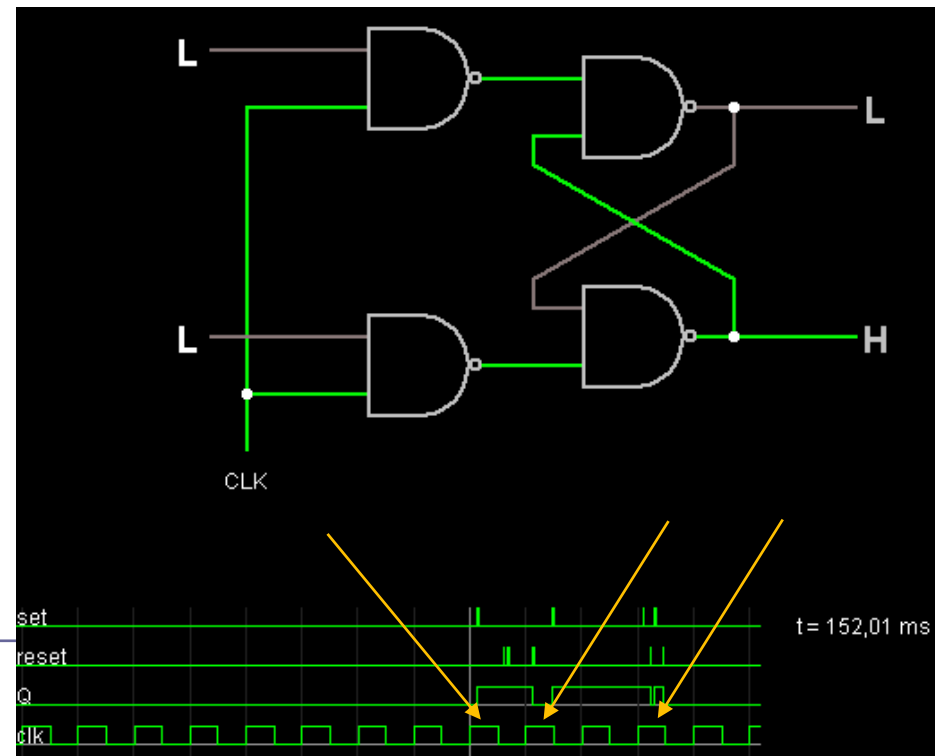 L
L
L
H
CLK
set
t = 152,01 ms
reset
Q
clk